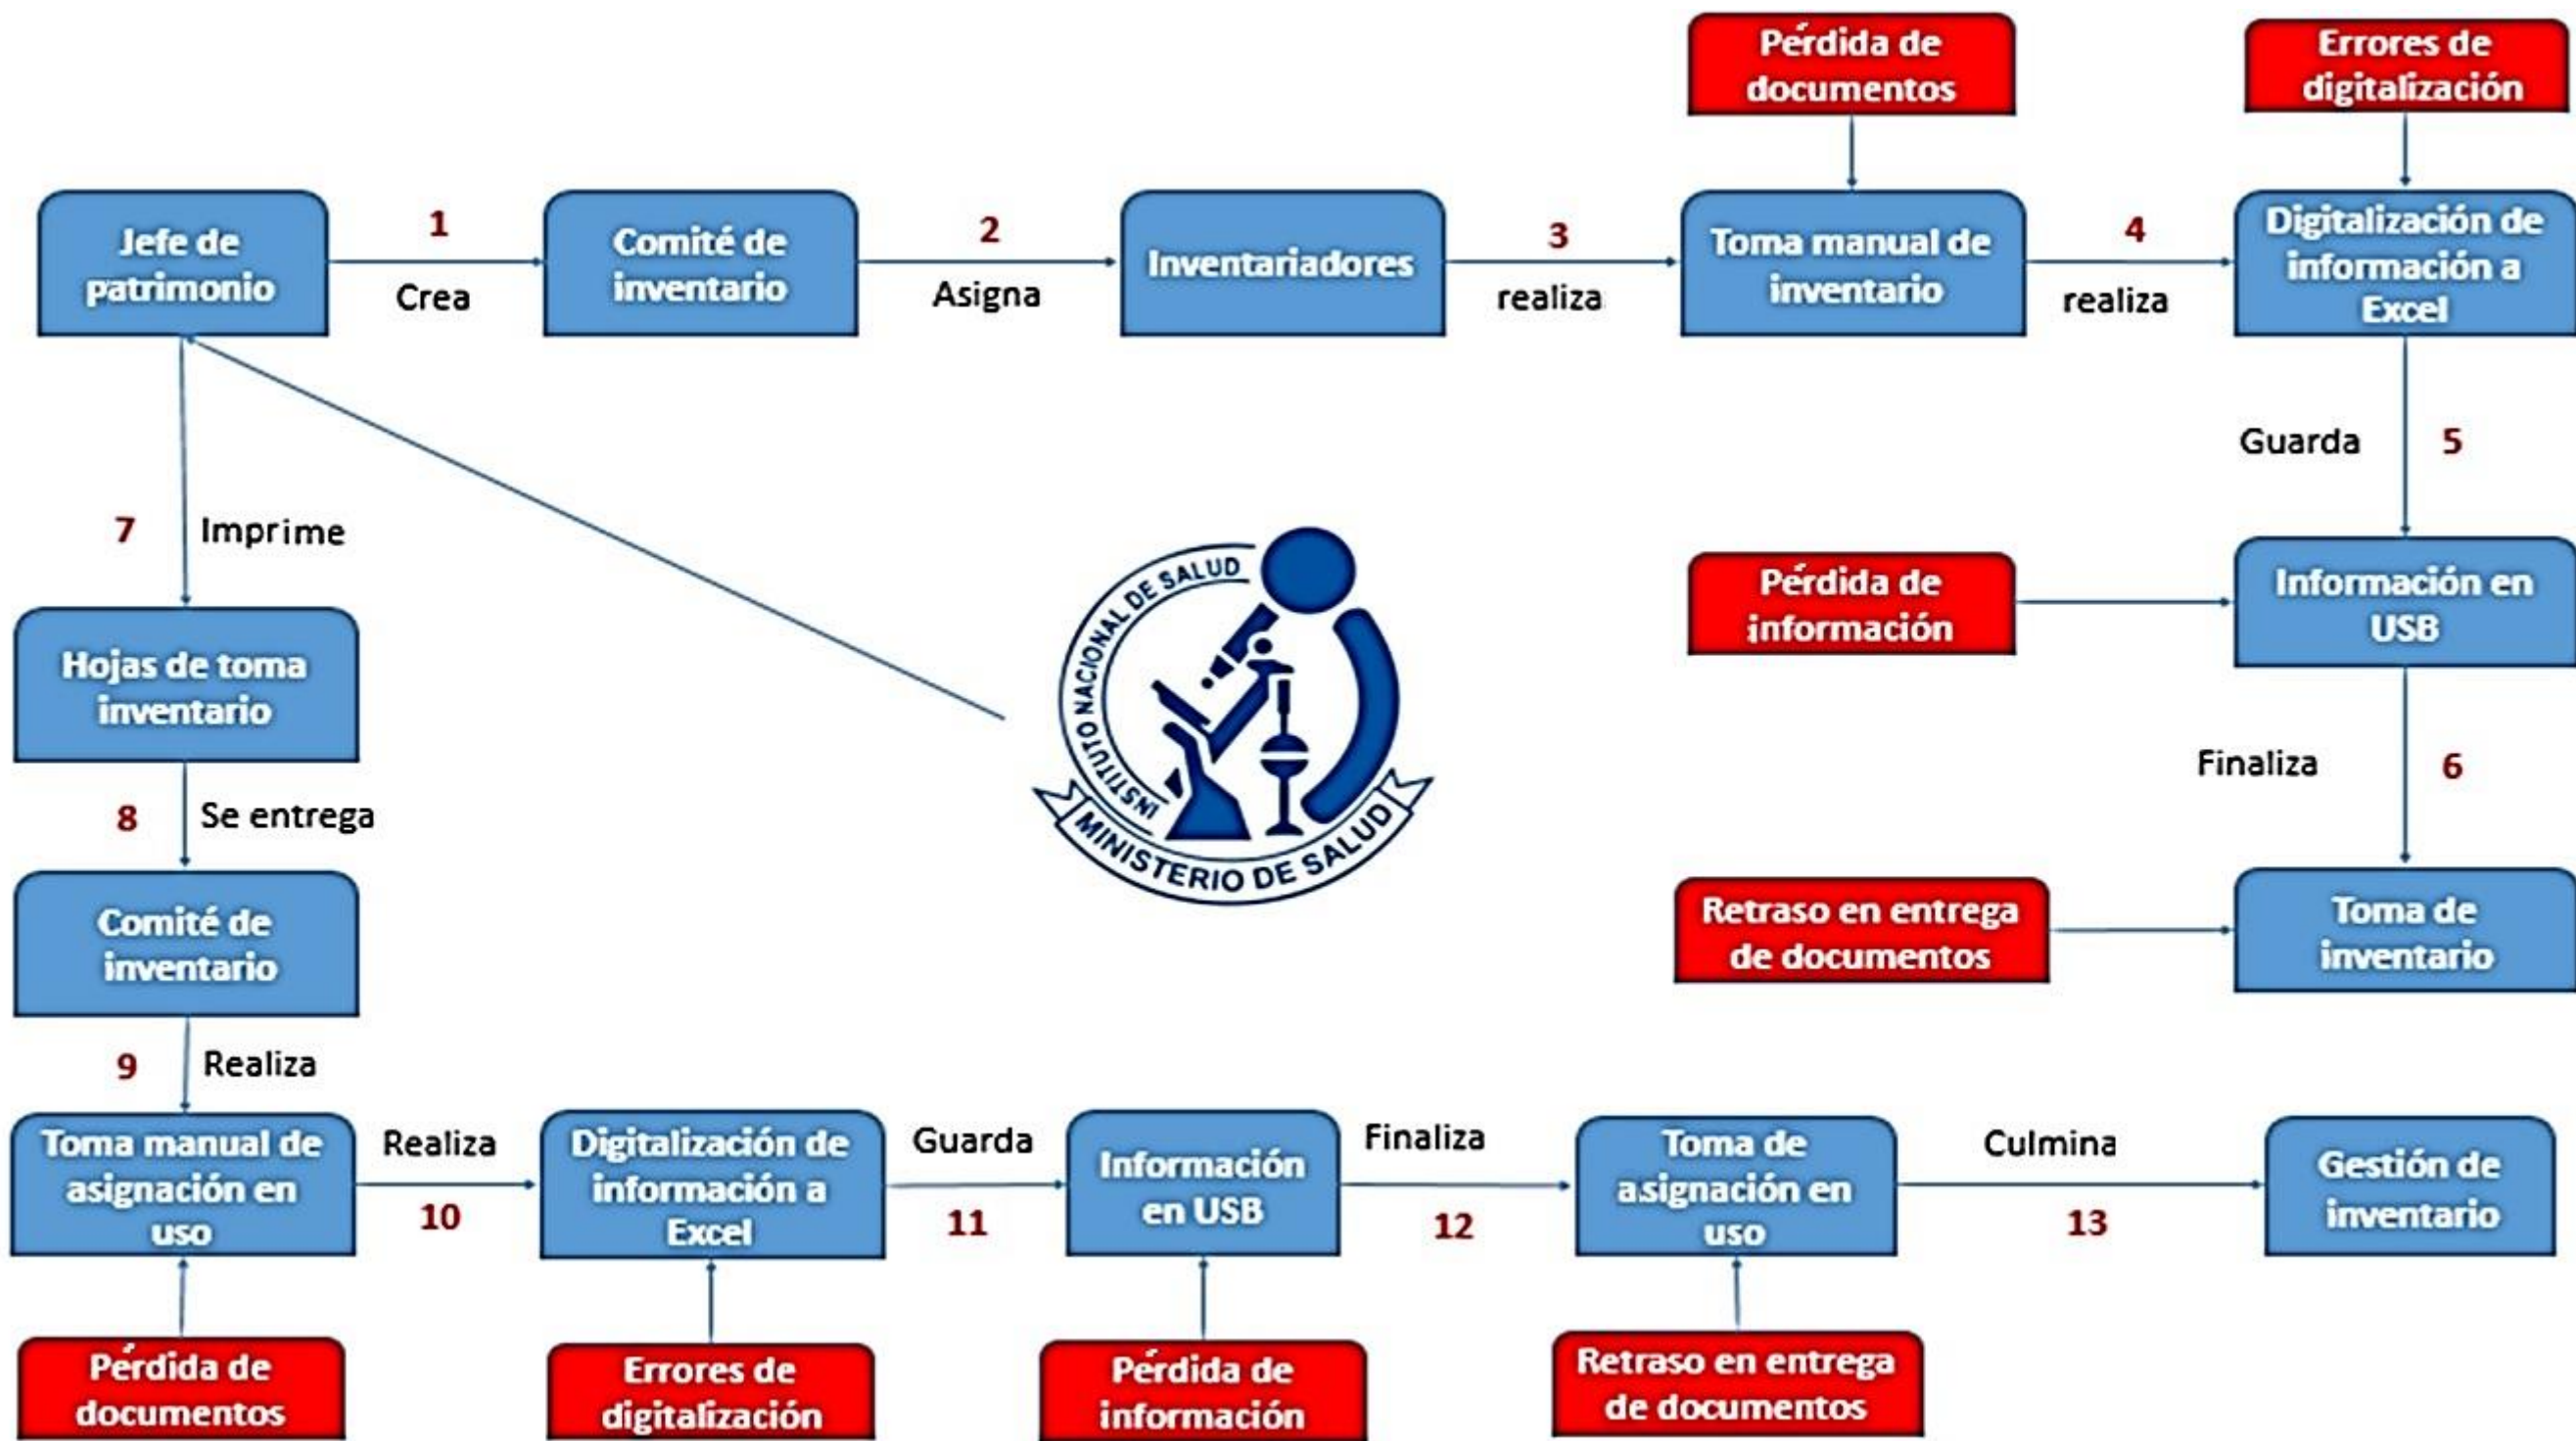 Pérdida de
documentos
Errores de
digitalización
Jefe de
patrimonio
1
Crea
Comité de
inventario
2
Asigna
Inventariadores
3
realiza
Toma manual de
inventario
4
realiza
Digitalización de
información a
Excel
Guarda
5
Pérdida de
información
Información en
USB
Finaliza
6
Retraso en entrega
de documentos
Toma de
inventario
INSTITUTO NACIONAL DE SALUD
MINISTERIO DE SALUD
7
Imprime
Hojas de toma
inventario
8
Se entrega
Comité de
inventario
9
Realiza
Toma manual de
asignación en
uso
Realiza
10
Digitalización de
información a
Excel
Guarda
11
Información
en USB
Finaliza
12
Toma de
asignación en
uso
Culmina
13
Gestión de
inventario
Pérdida de
documentos
Errores de
digitalización
Pérdida de
información
Retraso en entrega
de documentos